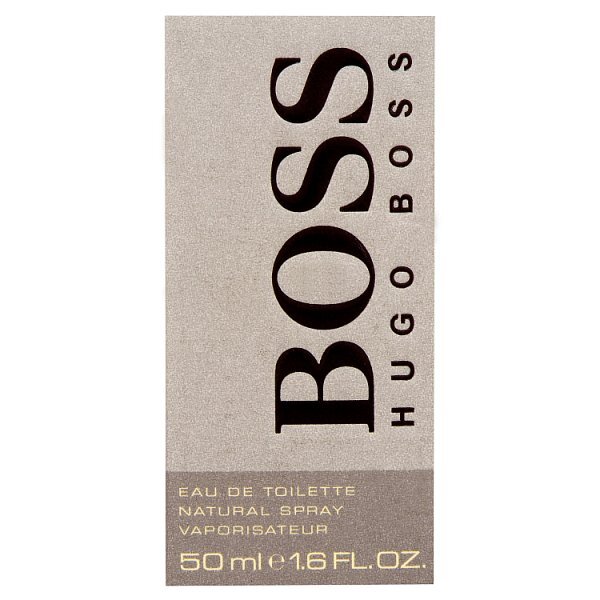 BOSS
HUGO BOSS
EAU DE TOILETTE
NATURAL SPRAY
VAPORISATEUR
50 ml ℮ 1.6 FL.OZ.